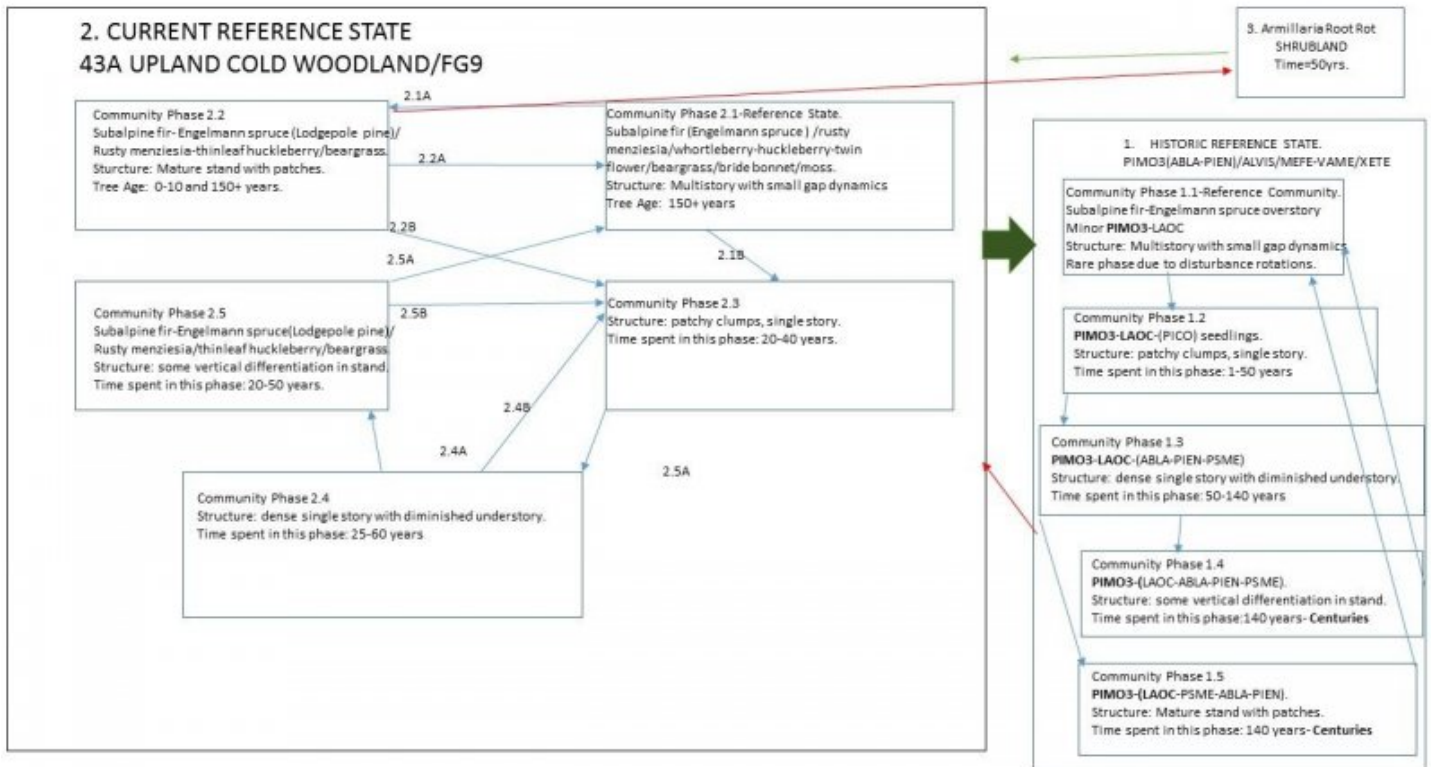 2. CURRENT REFERENCE STATE
43A UPLAND COLD WOODLAND/FG9
Community Phase 2.2
Subalpine fir- Engelmann spruce (Lodgepole pine)/
Rusty menziesia-thinleaf huckleberry/beargrass.
Sturcture: Mature stand with patches.
Tree Age: 0-10 and 150+ years.
2.1A
2.2A
Community Phase 2.1-Reference State.
Subalpine fir (Engelmann spruce ) /rusty
menziesia/whortleberry-huckleberry-twin
flower/beargrass/bride bonnet/moss.
Structure: Multistory with small gap dynamics
Tree Age: 150+ years
2.2B
2.5A
2.1B
Community Phase 2.5
Subalpine fir-Engelmann spruce(Lodgepole pine)/
Rusty menziesia/thinleaf huckleberry/beargrass
Structure: some vertical differentiation in stand.
Time spent in this phase: 20-50 years.
2.5B
Community Phase 2.3
Structure: patchy clumps, single story.
Time spent in this phase: 20-40 years.
2.4B
2.4A
2.5A
Community Phase 2.4
Structure: dense single story with diminished understory.
Time spent in this phase: 25-60 years
3. Armillaria Root Rot
SHRUBLAND
Time=50yrs.
1. HISTORIC REFERENCE STATE.
PIMO3(ABLA-PIEN)/ALVIS/MEFE-VAME/XETE
Community Phase 1.1-Reference Community.
Subalpine fir-Engelmann spruce overstory
Minor PIMO3-LAOC
Structure: Multistory with small gap dynamics
Rare phase due to disturbance rotations.
Community Phase 1.2
PIMO3-LAOC-(PICO) seedlings.
Structure: patchy clumps, single story.
Time spent in this phase: 1-50 years
Community Phase 1.3
PIMO3-LAOC-(ABLA-PIEN-PSME)
Structure: dense single story with diminished understory.
Time spent in this phase: 50-140 years
Community Phase 1.4
PIMO3-(LAOC-ABLA-PIEN-PSME).
Structure: some vertical differentiation in stand.
Time spent in this phase:140 years- Centuries
Community Phase 1.5
PIMO3-(LAOC-PSME-ABLA-PIEN).
Structure: Mature stand with patches.
Time spent in this phase: 140 years- Centuries